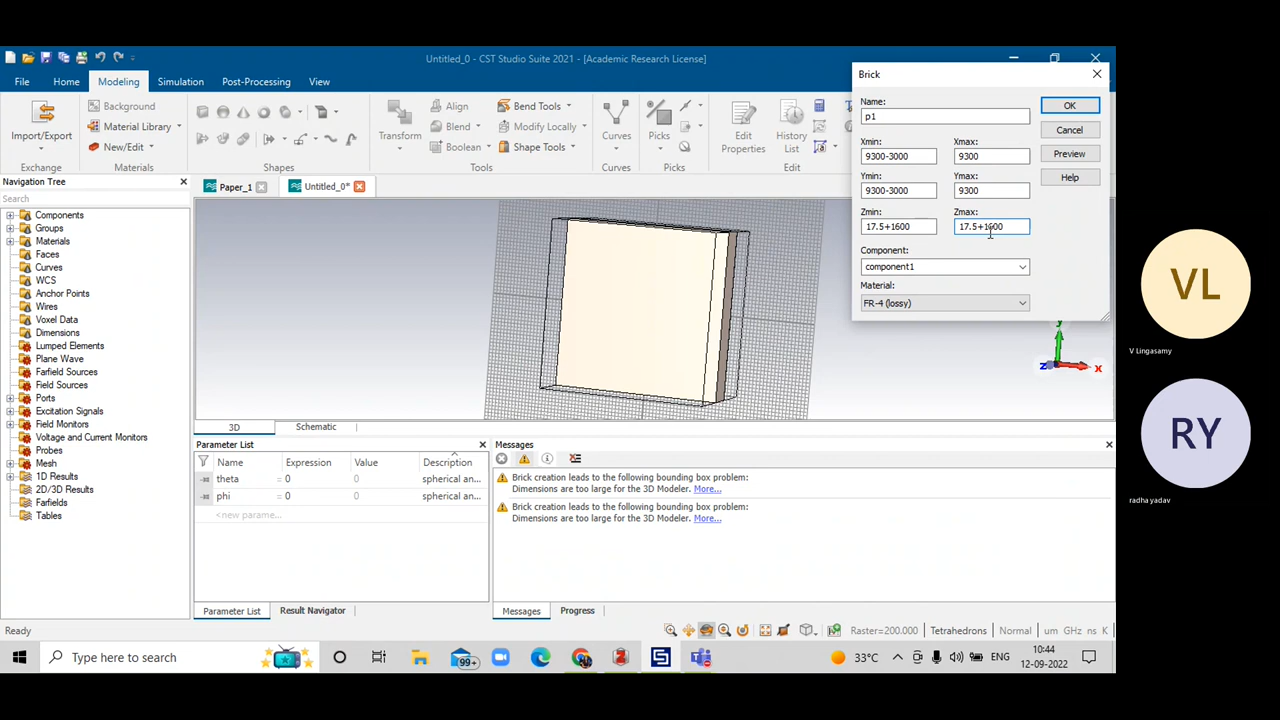 Untitled_0 - CST Studio Suite 2021 - [Academic Research License]
File Home Modeling Simulation Post-Processing View
Import/Export
Exchange
Background
Material Library
New/Edit
Materials
Shapes
Transform
Align
Blend
Boolean
Bend Tools
Modify Locally
Shape Tools
Tools
Curves
Curves
Picks
Picks
Edit
Properties
History
List
Edit
Brick
Name:
p1
Xmin: Xmax:
9300-3000 9300
Ymin: Ymax:
9300-3000 9300
Zmin: Zmax:
17.5+1600 17.5+1600
Component:
component1
Material:
FR-4 (lossy)
OK
Cancel
Preview
Help
Navigation Tree
Search
Components
Groups
Materials
Faces
Curves
WCS
Anchor Points
Wires
Voxel Data
Dimensions
Lumped Elements
Plane Wave
Farfield Sources
Field Sources
Ports
Excitation Signals
Field Monitors
Voltage and Current Monitors
Probes
Mesh
1D Results
2D/3D Results
Farfields
Tables
Paper_1
Untitled_0*
y
z
x
3D Schematic
Parameter List
Name Expression Value Description
theta = 0 0 spherical an...
phi = 0 0 spherical an...
<new parame...
Parameter List Result Navigator
Messages
Brick creation leads to the following bounding box problem:
Dimensions are too large for the 3D Modeler. More...
Brick creation leads to the following bounding box problem:
Dimensions are too large for the 3D Modeler. More...
Messages Progress
Ready
Raster=200.000 Tetrahedrons Normal um GHz ns K
Type here to search
99+
33°C
ENG
10:44
12-09-2022
VL
V Lingasamy
RY
radha yadav